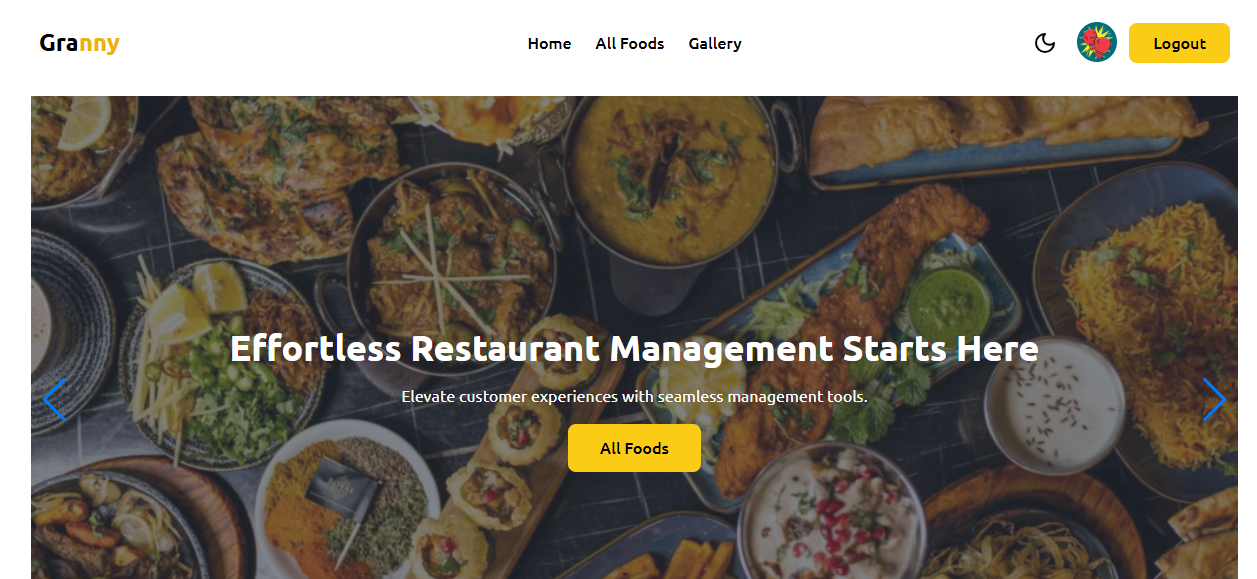 Granny
Home All Foods Gallery
Logout
Effortless Restaurant Management Starts Here
Elevate customer experiences with seamless management tools.
All Foods